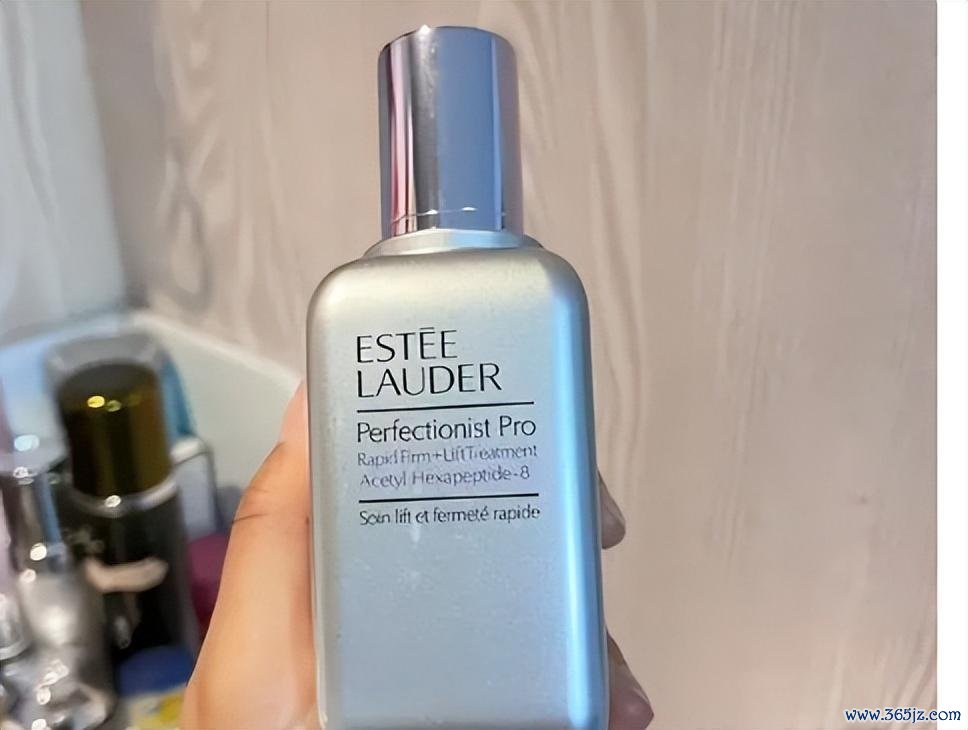 ESTĒE
LAUDER
Perfectionist Pro
Rapid Firm+Lift Treatment
Acetyl Hexapeptide-8
Soin lift et fermeté rapide
www.365jz.com